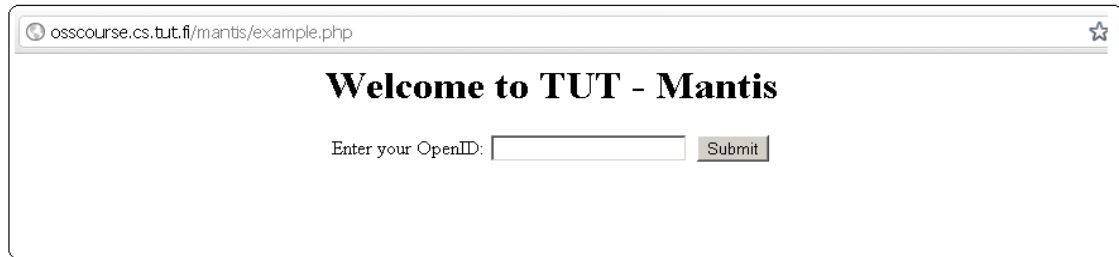 osscourse.cs.tut.fi/mantis/example.php
Welcome to TUT - Mantis
Enter your OpenID: Submit